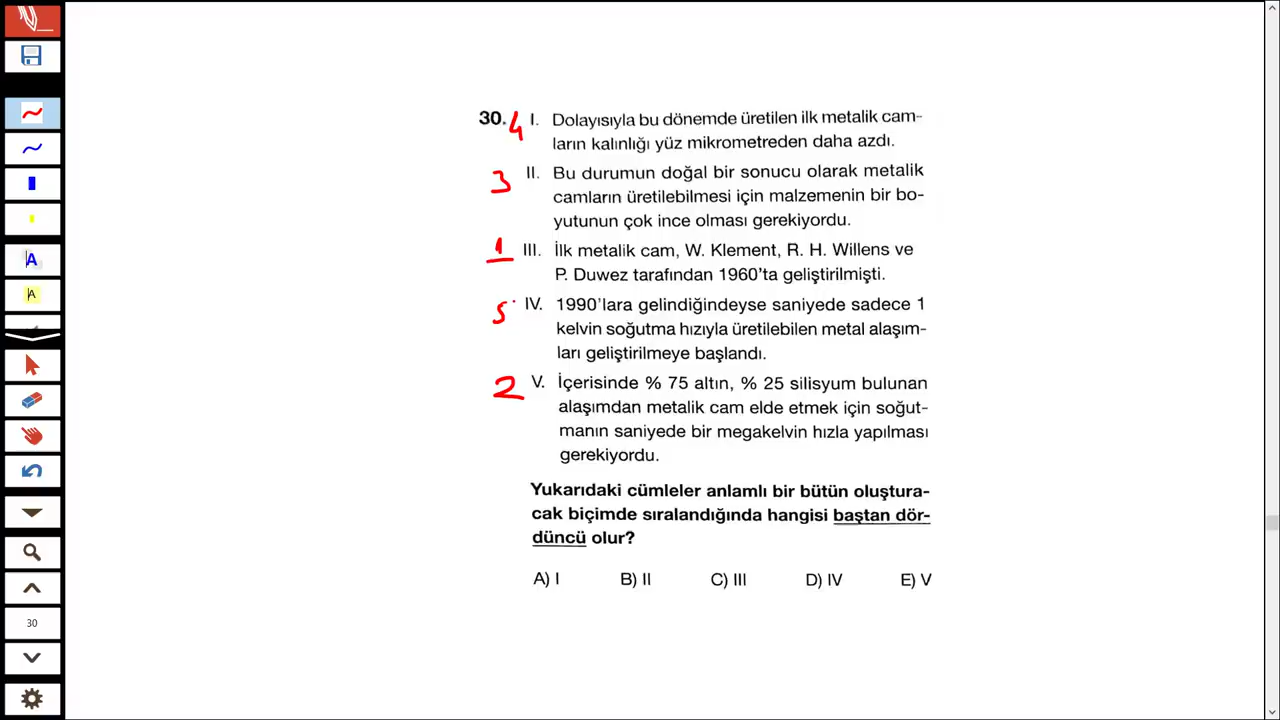 30. 4 I. Dolayısıyla bu dönemde üretilen ilk metalik cam-
ların kalınlığı yüz mikrometreden daha azdı.
3 II. Bu durumun doğal bir sonucu olarak metalik
camların üretilebilmesi için malzemenin bir bo-
yutunun çok ince olması gerekiyordu.
1 III. İlk metalik cam, W. Klement, R. H. Willens ve
P. Duwez tarafından 1960’ta geliştirilmişti.
5 IV. 1990’lara gelindiğindeyse saniyede sadece 1
kelvin soğutma hızıyla üretilebilen metal alaşım-
ları geliştirilmeye başlandı.
2 V. İçerisinde % 75 altın, % 25 silisyum bulunan
alaşımdan metalik cam elde etmek için soğut-
manın saniyede bir megakelvin hızla yapılması
gerekiyordu.
Yukarıdaki cümleler anlamlı bir bütün oluştura-
cak biçimde sıralandığında hangisi baştan dör-
düncü olur?
A) I B) II C) III D) IV E) V
A
A
30